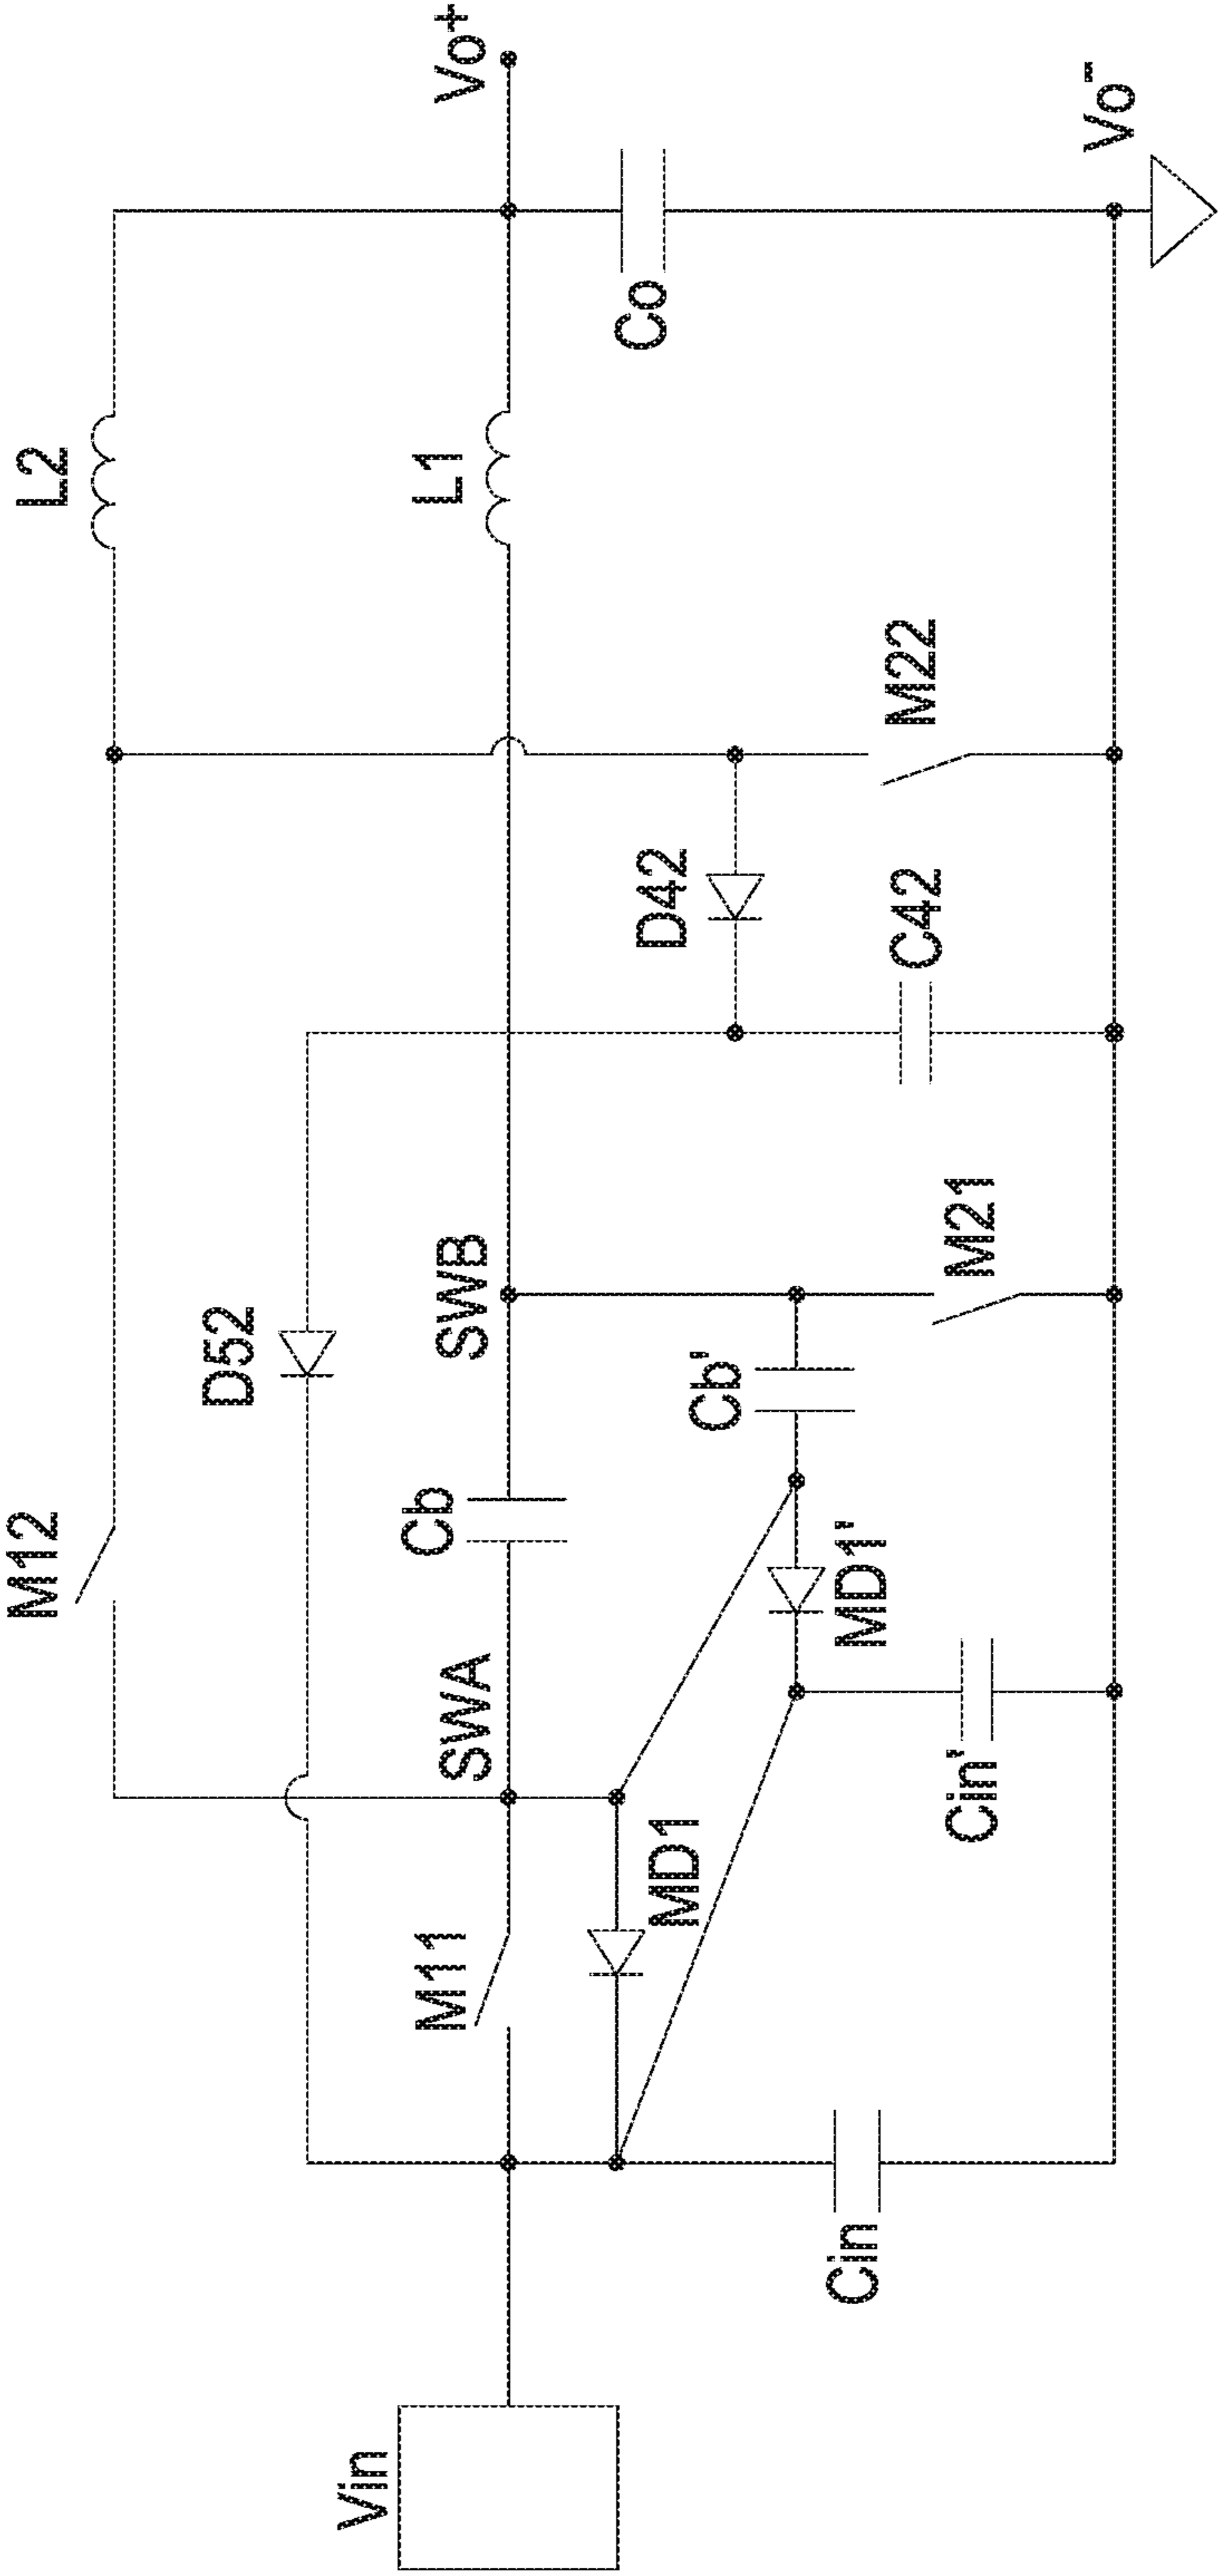 M12
L2
D52
Vin
M11
SWA
Cb
SWB
L1
Vo+
MD1
MD1'
Cb'
D42
Co
Cin
Cin'
M21
C42
M22
Vo-